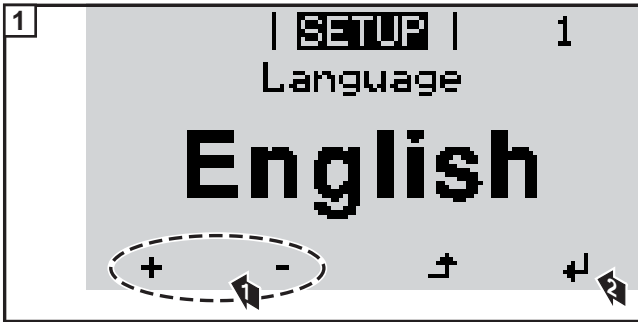 1
| SETUP | 1
Language
English
+ - ↵
1 2